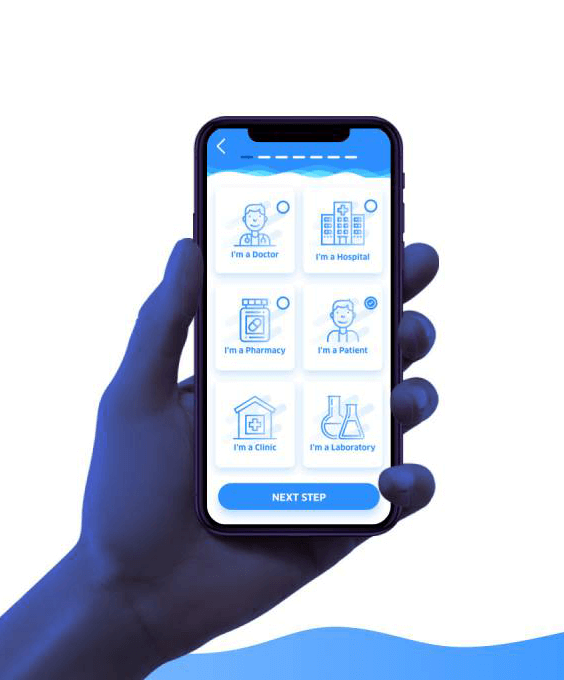 I'm a Doctor
I'm a Hospital
I'm a Pharmacy
I'm a Patient
I'm a Clinic
I'm a Laboratory
NEXT STEP